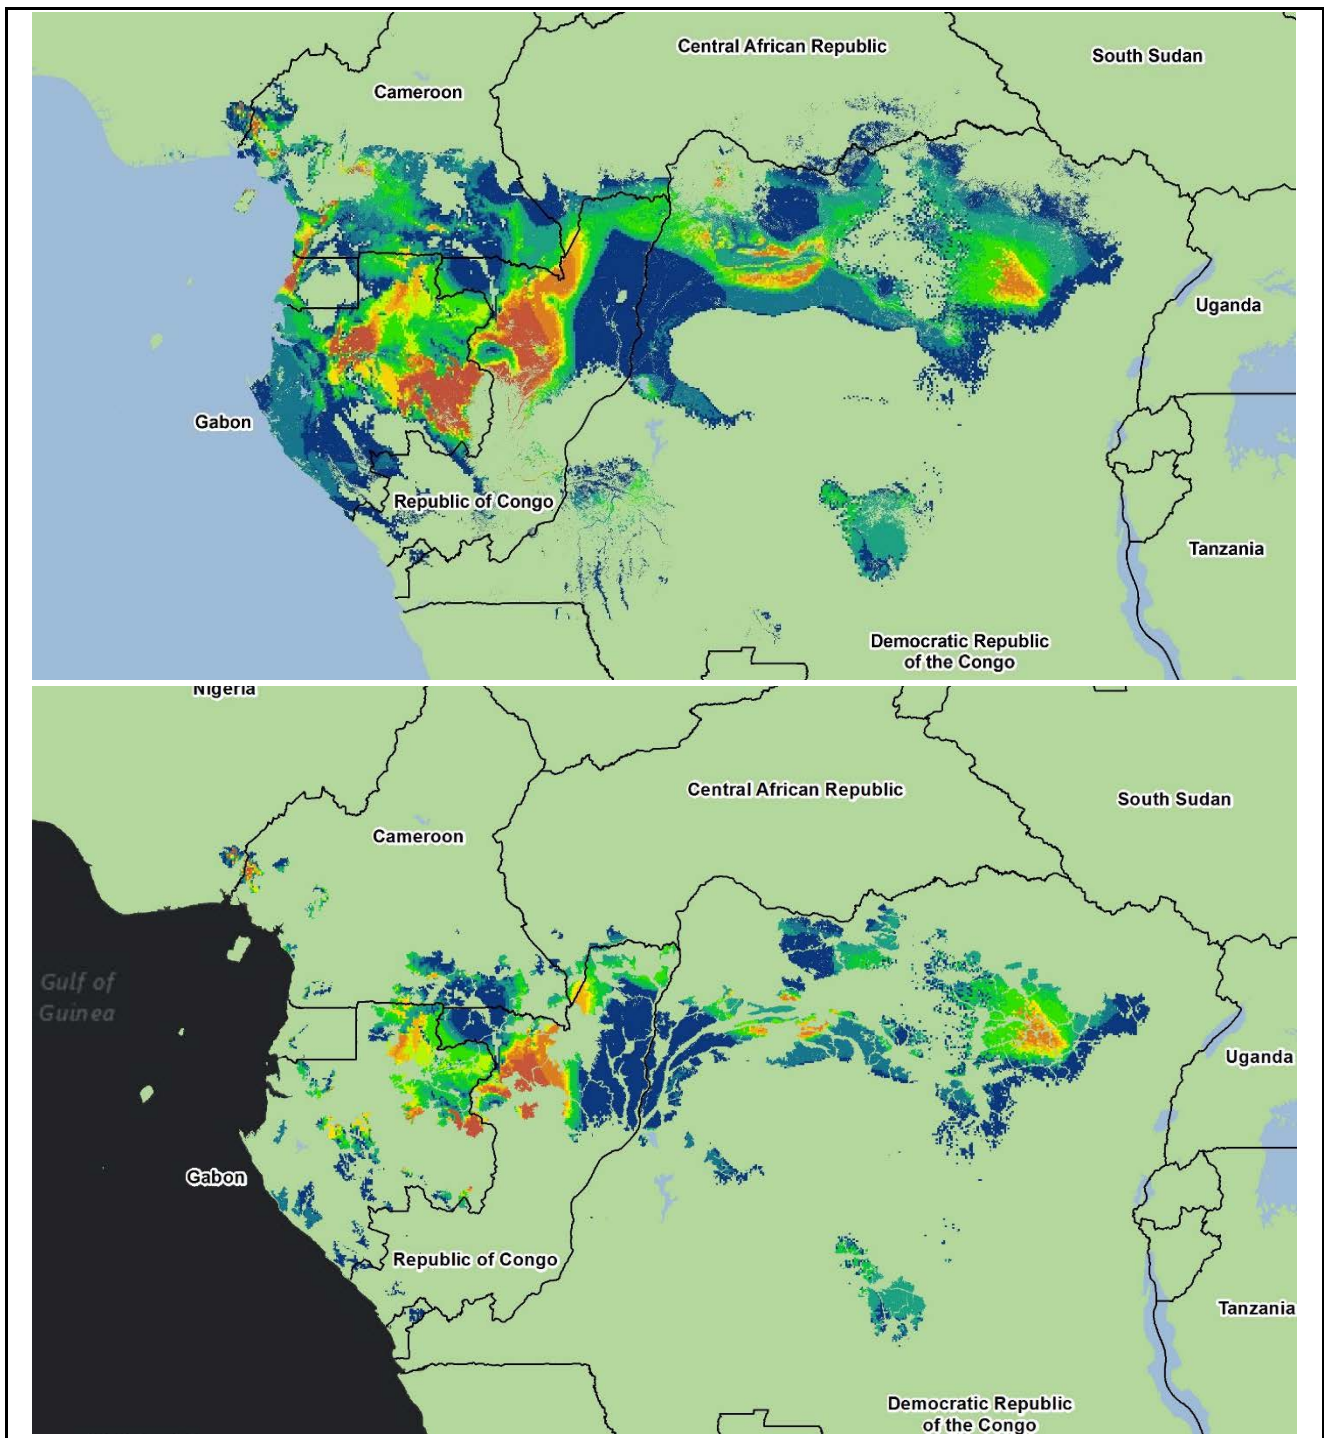 Central African Republic
South Sudan
Cameroon
Uganda
Gabon
Republic of Congo
Tanzania
Democratic Republic
of the Congo
Nigeria
Central African Republic
South Sudan
Cameroon
Gulf of
Guinea
Uganda
Gabon
Republic of Congo
Tanzania
Democratic Republic
of the Congo